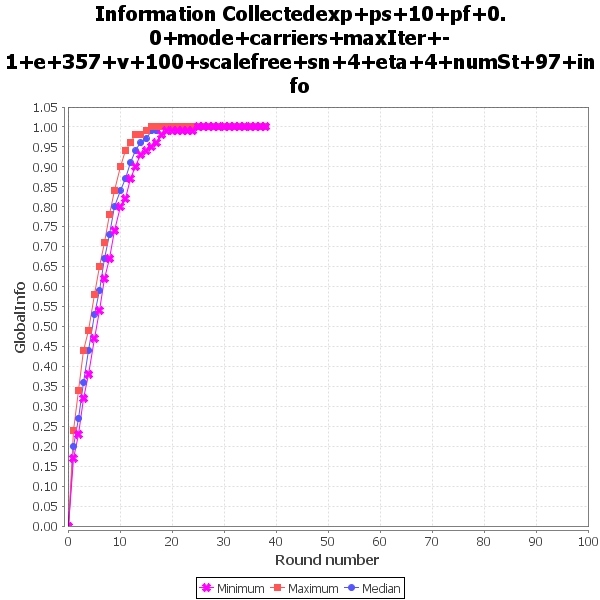 Information Collectedexp+ps+10+pf+0.
0+mode+carriers+maxIter+-
1+e+357+v+100+scalefree+sn+4+eta+4+numSt+97+in
fo
GlobalInfo
1.05
1.00
0.95
0.90
0.85
0.80
0.75
0.70
0.65
0.60
0.55
0.50
0.45
0.40
0.35
0.30
0.25
0.20
0.15
0.10
0.05
0.00
0 10 20 30 40 50 60 70 80 90 100
Round number
Minimum Maximum Median